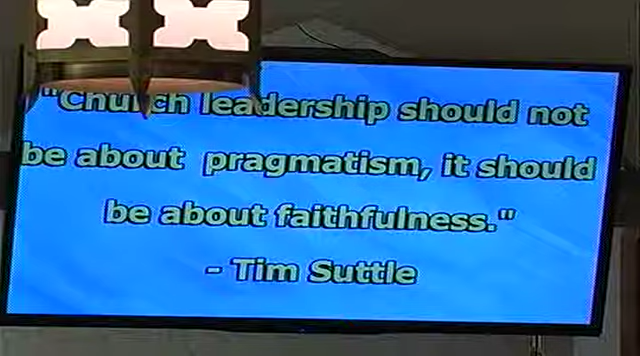 "Church leadership should not
be about pragmatism, it should
be about faithfulness."
- Tim Suttle